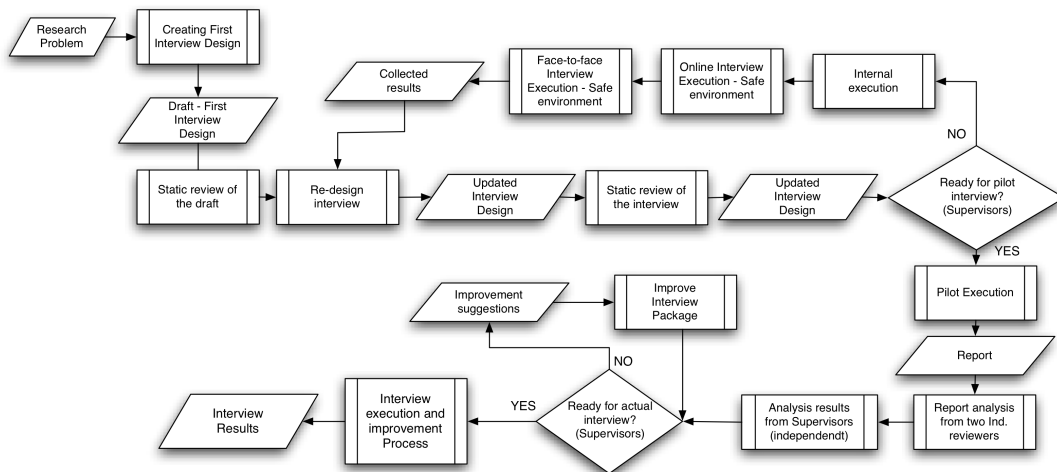 Research
Problem
Creating First
Interview Design
Draft - First
Interview
Design
Static review of
the draft
Re-design
interview
Collected
results
Face-to-face
Interview
Execution - Safe
environment
Online Interview
Execution - Safe
environment
Internal
execution
NO
Updated
Interview
Design
Static review of
the interview
Updated
Interview
Design
Ready for pilot
interview?
(Supervisors)
YES
Pilot Execution
Report
Report analysis
from two Ind.
reviewers
Analysis results
from Supervisors
(independendt)
Improvement
suggestions
Improve
Interview
Package
NO
Ready for actual
interview?
(Supervisors)
YES
Interview
execution and
improvement
Process
Interview
Results